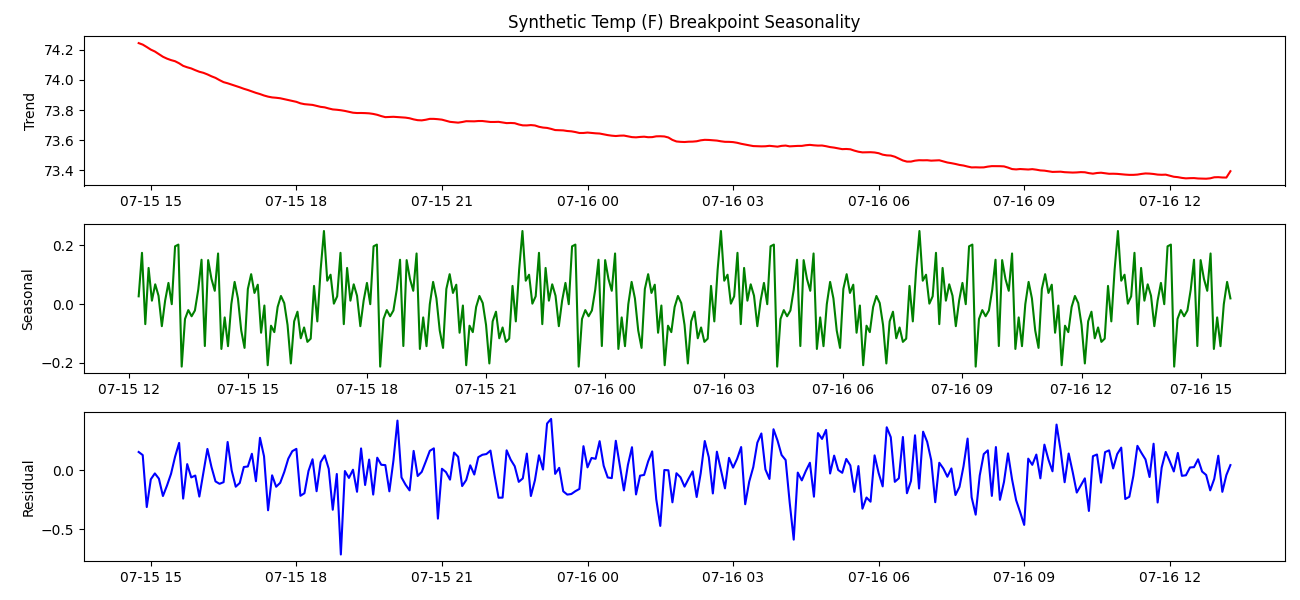 Synthetic Temp (F) Breakpoint Seasonality
Trend
74.2
74.0
73.8
73.6
73.4
07-15 15 07-15 18 07-15 21 07-16 00 07-16 03 07-16 06 07-16 09 07-16 12
Seasonal
0.2
0.0
−0.2
07-15 12 07-15 15 07-15 18 07-15 21 07-16 00 07-16 03 07-16 06 07-16 09 07-16 12 07-16 15
Residual
0.0
−0.5
07-15 15 07-15 18 07-15 21 07-16 00 07-16 03 07-16 06 07-16 09 07-16 12